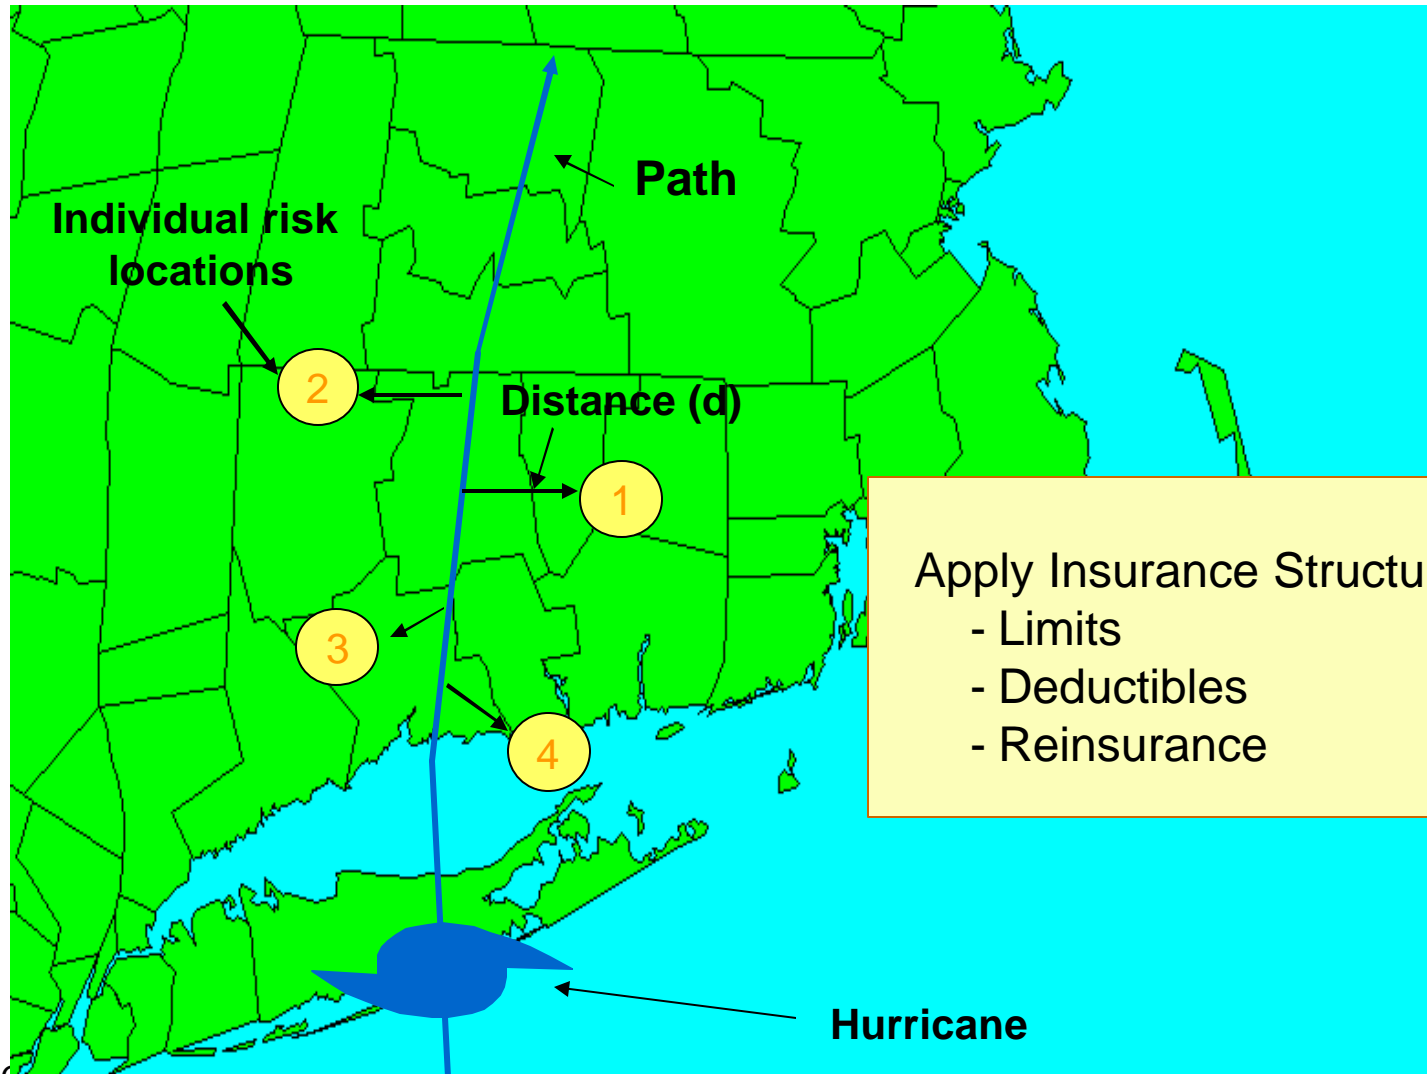 Path
Individual risk
locations
2
Distance (d)
1
Apply Insurance Structu
- Limits
- Deductibles
- Reinsurance
3
4
Hurricane